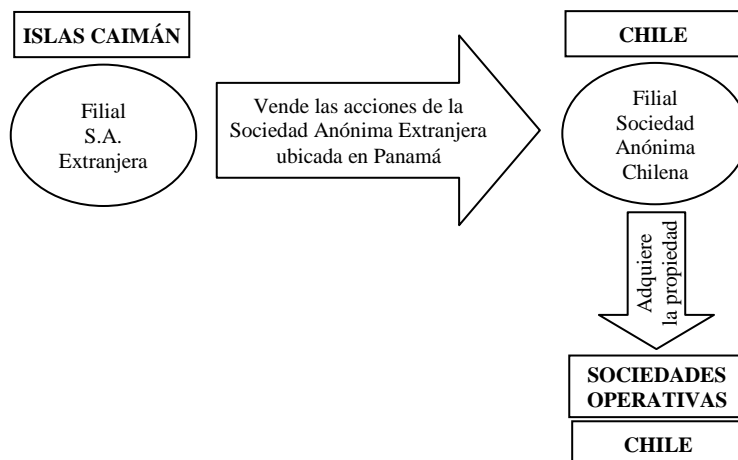 ISLAS CAIMÁN
CHILE
Filial
S.A.
Extranjera
Vende las acciones de la
Sociedad Anónima Extranjera
ubicada en Panamá
Filial
Sociedad
Anónima
Chilena
Adquiere
la propiedad
SOCIEDADES
OPERATIVAS
CHILE